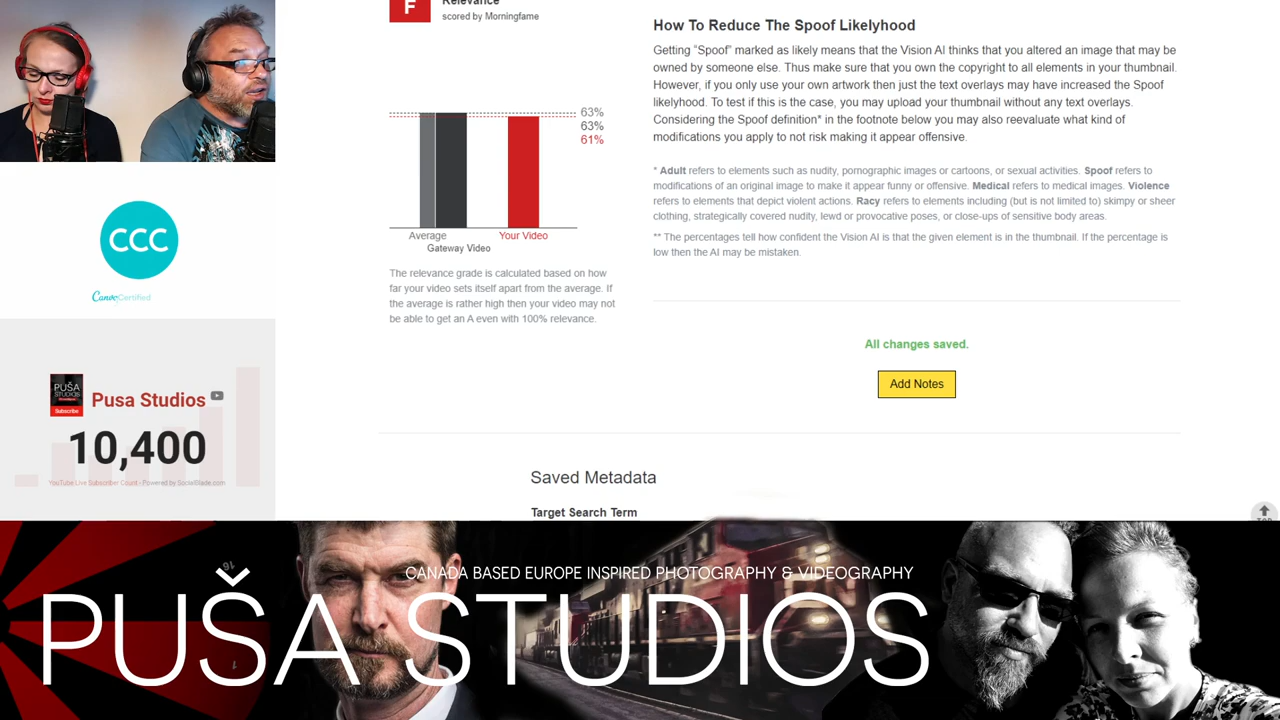 F
Relevance
scored by Morningfame
63%
63%
61%
Average
Gateway Video
Your Video
The relevance grade is calculated based on how
far your video sets itself apart from the average. If
the average is rather high then your video may not
be able to get an A even with 100% relevance.
How To Reduce The Spoof Likelyhood
Getting "Spoof" marked as likely means that the Vision AI thinks that you altered an image that may be
owned by someone else. Thus make sure that you own the copyright to all elements in your thumbnail.
However, if you only use your own artwork then just the text overlays may have increased the Spoof
likelyhood. To test if this is the case, you may upload your thumbnail without any text overlays.
Considering the Spoof definition* in the footnote below you may also reevaluate what kind of
modifications you apply to not risk making it appear offensive.
* Adult refers to elements such as nudity, pornographic images or cartoons, or sexual activities. Spoof refers to
modifications of an original image to make it appear funny or offensive. Medical refers to medical images. Violence
refers to elements that depict violent actions. Racy refers to elements including (but is not limited to) skimpy or sheer
clothing, strategically covered nudity, lewd or provocative poses, or close-ups of sensitive body areas.
** The percentages tell how confident the Vision AI is that the given element is in the thumbnail. If the percentage is
low then the AI may be mistaken.
All changes saved.
Add Notes
Saved Metadata
Target Search Term
TOP
CCC
Canva Certified
PUŠA
STUDIOS
Subscribe
Pusa Studios
10,400
YouTube Live Subscriber Count - Powered by SocialBlade.com
CANADA BASED EUROPE INSPIRED PHOTOGRAPHY & VIDEOGRAPHY
PUŠA STUDIOS
16
1